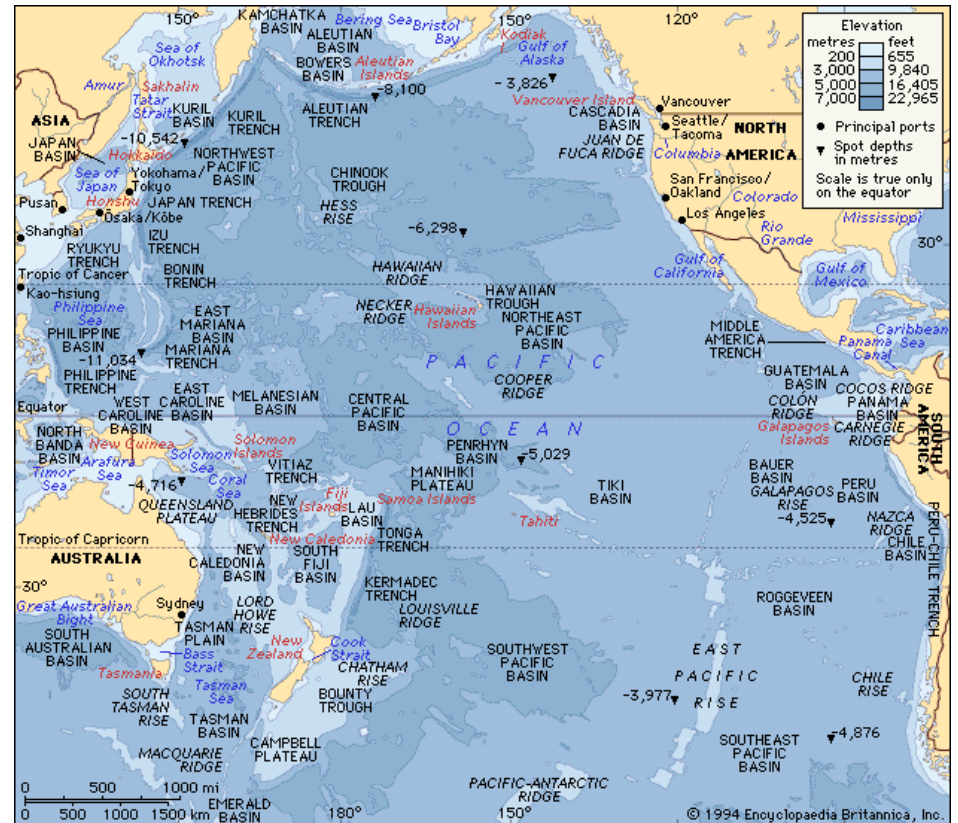 150°
KAMCHATKA
BASIN
Bering Sea
Bristol
Bay
150°
120°
ALEUTIAN
BASIN
BOWERS
BASIN
Aleutian
Islands
Kodiak
I.
Gulf of
Alaska
Sea of
Okhotsk
Amur
Sakhalin
Tatar
Strait
KURIL
BASIN
KURIL
TRENCH
ALEUTIAN
TRENCH
-8,100
-3,826
Vancouver Island
Vancouver
CASCADIA
BASIN
Seattle/
Tacoma
JUAN DE
FUCA RIDGE
Columbia
NORTH
AMERICA
Elevation
metres feet
200 655
3,000 9,840
5,000 16,405
7,000 22,965
Principal ports
Spot depths
in metres
Scale is true only
on the equator
ASIA
JAPAN
BASIN
-10,542
Hokkaido
NORTHWEST
PACIFIC
BASIN
Sea of
Japan
Yokohama/
Tokyo
JAPAN TRENCH
Pusan
Honshu
Ōsaka/Kōbe
Shanghai
CHINOOK
TROUGH
HESS
RISE
-6,298
San Francisco/
Oakland
Colorado
Los Angeles
Mississippi
Rio
Grande
30°
IZU
TRENCH
RYUKYU
TRENCH
BONIN
TRENCH
Tropic of Cancer
Kao-hsiung
HAWAIIAN
RIDGE
Gulf of
California
Gulf of
Mexico
Philippine
Sea
PHILIPPINE
BASIN
EAST
MARIANA
BASIN
MARIANA
TRENCH
-11,034
PHILIPPINE
TRENCH
NECKER
RIDGE
Hawaiian
Islands
HAWAIIAN
TROUGH
NORTHEAST
PACIFIC
BASIN
MIDDLE
AMERICA
TRENCH
Caribbean
Sea
Panama
Canal
PACIFIC
OCEAN
COOPER
RIDGE
GUATEMALA
BASIN
COCOS RIDGE
COLÓN
RIDGE
PANAMA
BASIN
Galapagos
Islands
CARNEGIE
RIDGE
SOUTH
AMERICA
Equator
WEST
CAROLINE
BASIN
EAST
CAROLINE
BASIN
MELANESIAN
BASIN
CENTRAL
PACIFIC
BASIN
NORTH
BANDA
BASIN
New Guinea
Solomon
Sea
Solomon
Islands
Timor
Sea
Arafura
Sea
Coral
Sea
-4,716
QUEENSLAND
PLATEAU
VITIAZ
TRENCH
NEW
HEBRIDES
TRENCH
Fiji
Islands
LAU
BASIN
PENRHYN
BASIN
-5,029
MANIHIKI
PLATEAU
Samoa Islands
Tahiti
TIKI
BASIN
BAUER
BASIN
GALAPAGOS
RISE
-4,525
PERU
BASIN
NAZCA
RIDGE
CHILE
BASIN
PERU-CHILE TRENCH
Tropic of Capricorn
AUSTRALIA
New Caledonia
NEW
CALEDONIA
BASIN
SOUTH
FIJI
BASIN
TONGA
TRENCH
30°
Great Australian
Bight
Sydney
LORD
HOWE
RISE
KERMADEC
TRENCH
LOUISVILLE
RIDGE
ROGGEVEEN
BASIN
SOUTH
AUSTRALIAN
BASIN
TASMAN
PLAIN
Bass
Strait
Tasmania
New
Zealand
Cook
Strait
CHATHAM
RISE
SOUTHWEST
PACIFIC
BASIN
EAST
PACIFIC
RISE
-3,977
CHILE
RISE
-4,876
SOUTH
TASMAN
RISE
Tasman
Sea
TASMAN
BASIN
BOUNTY
TROUGH
CAMPBELL
PLATEAU
MACQUARIE
RIDGE
SOUTHEAST
PACIFIC
BASIN
PACIFIC-ANTARCTIC
RIDGE
0 500 1000 mi
0 500 1000 1500 km
EMERALD
BASIN
180°
150°
© 1994 Encyclopaedia Britannica, Inc.